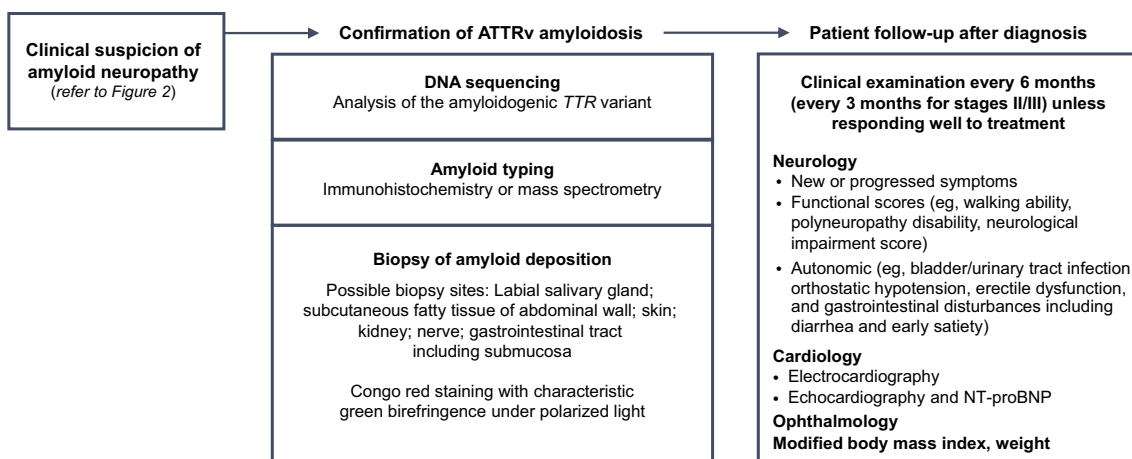 Clinical suspicion of
amyloid neuropathy
(refer to Figure 2)
Confirmation of ATTRv amyloidosis
DNA sequencing
Analysis of the amyloidogenic TTR variant
Amyloid typing
Immunohistochemistry or mass spectrometry
Biopsy of amyloid deposition
Possible biopsy sites: Labial salivary gland;
subcutaneous fatty tissue of abdominal wall; skin;
kidney; nerve; gastrointestinal tract
including submucosa
Congo red staining with characteristic
green birefringence under polarized light
Patient follow-up after diagnosis
Clinical examination every 6 months
(every 3 months for stages II/III) unless
responding well to treatment
Neurology
• New or progressed symptoms
• Functional scores (eg, walking ability,
polyneuropathy disability, neurological
impairment score)
• Autonomic (eg, bladder/urinary tract infection
orthostatic hypotension, erectile dysfunction,
and gastrointestinal disturbances including
diarrhea and early satiety)
Cardiology
• Electrocardiography
• Echocardiography and NT-proBNP
Ophthalmology
Modified body mass index, weight